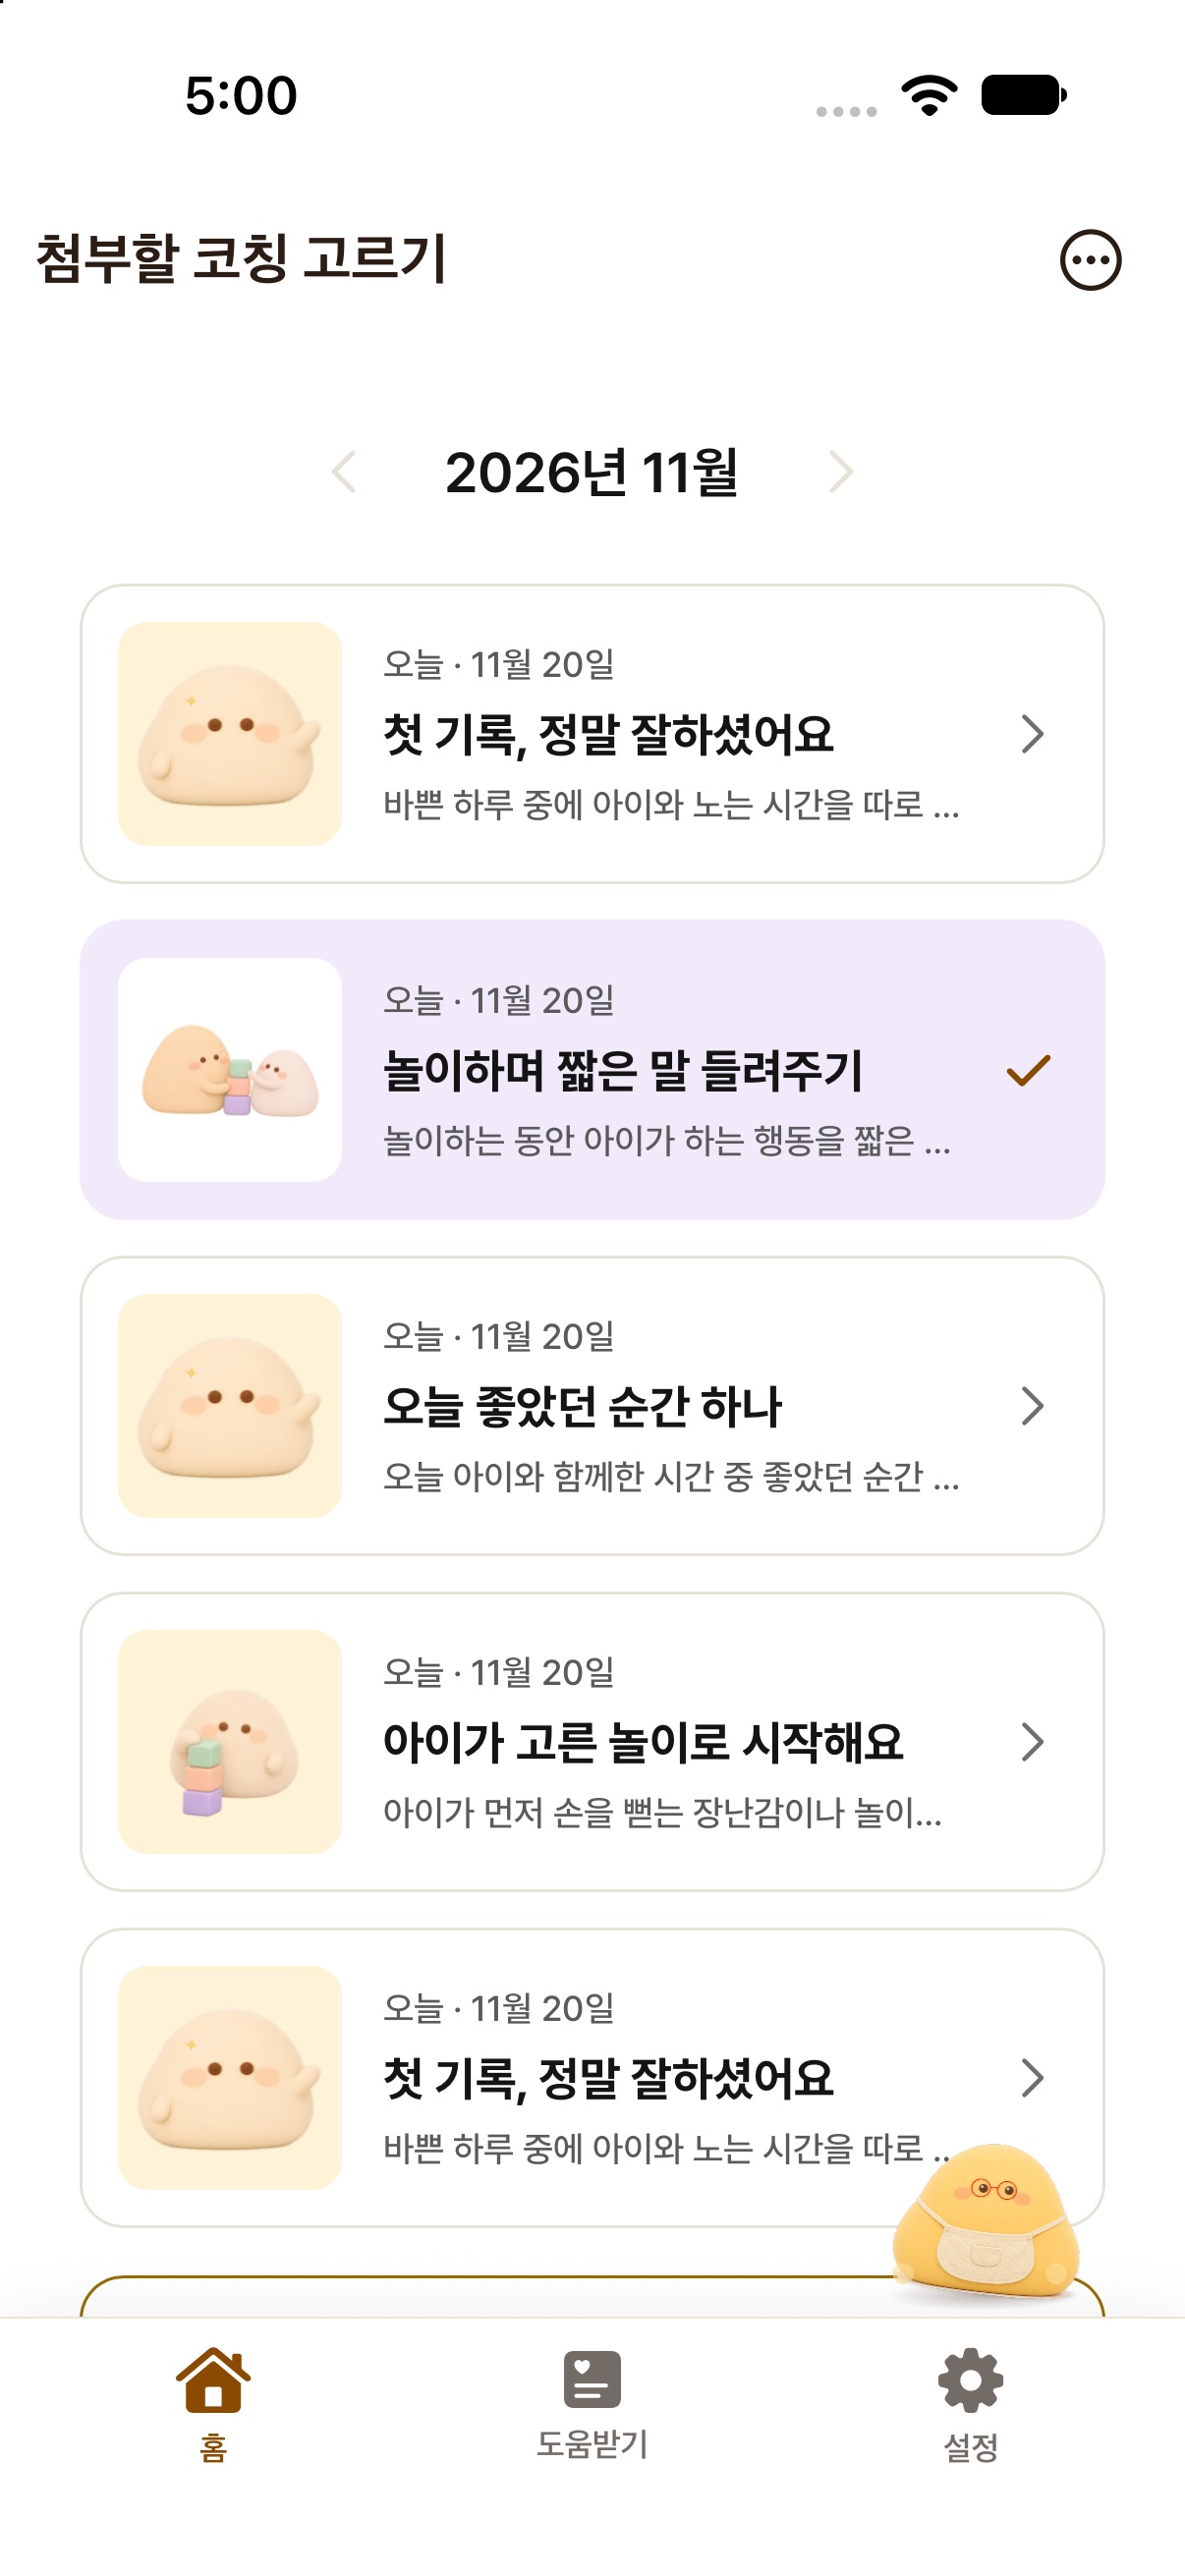 5:00
첨부할 코칭 고르기
2026년 11월
오늘 · 11월 20일
첫 기록, 정말 잘하셨어요
바쁜 하루 중에 아이와 노는 시간을 따로 ...
오늘 · 11월 20일
놀이하며 짧은 말 들려주기
놀이하는 동안 아이가 하는 행동을 짧은 ...
오늘 · 11월 20일
오늘 좋았던 순간 하나
오늘 아이와 함께한 시간 중 좋았던 순간 ...
오늘 · 11월 20일
아이가 고른 놀이로 시작해요
아이가 먼저 손을 뻗는 장난감이나 놀이...
오늘 · 11월 20일
첫 기록, 정말 잘하셨어요
바쁜 하루 중에 아이와 노는 시간을 따로 ..
홈
도움받기
설정